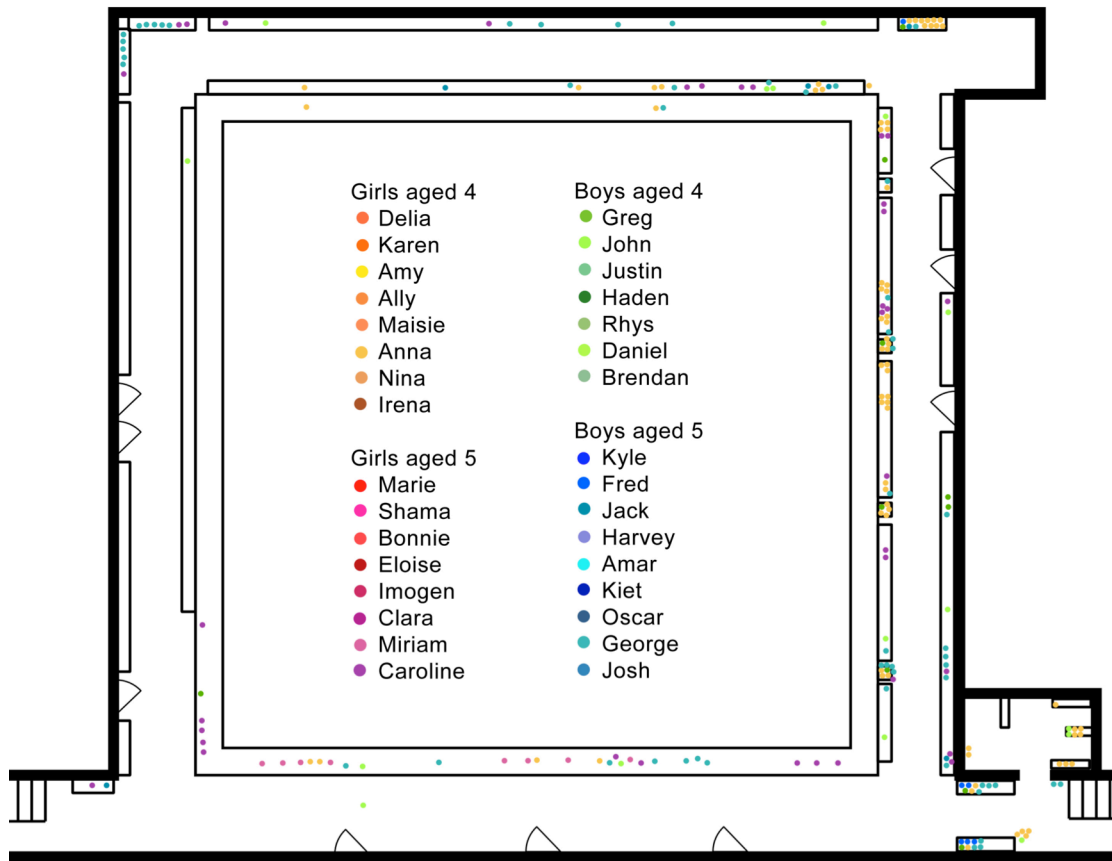 Girls aged 4
Delia
Karen
Amy
Ally
Maisie
Anna
Nina
Irena
Girls aged 5
Marie
Shama
Bonnie
Eloise
Imogen
Clara
Miriam
Caroline
Boys aged 4
Greg
John
Justin
Haden
Rhys
Daniel
Brendan
Boys aged 5
Kyle
Fred
Jack
Harvey
Amar
Kiet
Oscar
George
Josh